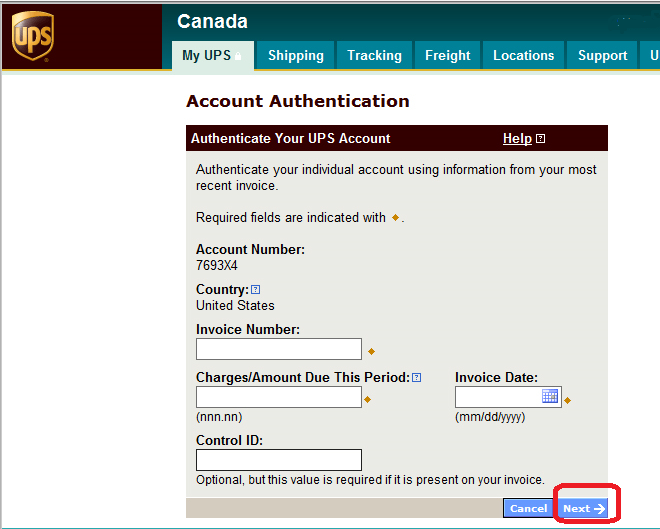 ups
Canada
My UPS Shipping Tracking Freight Locations Support U
Account Authentication
Authenticate Your UPS Account Help ?
Authenticate your individual account using information from your most
recent invoice.
Required fields are indicated with ◆.
Account Number:
7693X4
Country: ?
United States
Invoice Number:
Charges/Amount Due This Period: ? Invoice Date:
(nnn.nn) (mm/dd/yyyy)
Control ID:
Optional, but this value is required if it is present on your invoice.
Cancel Next →